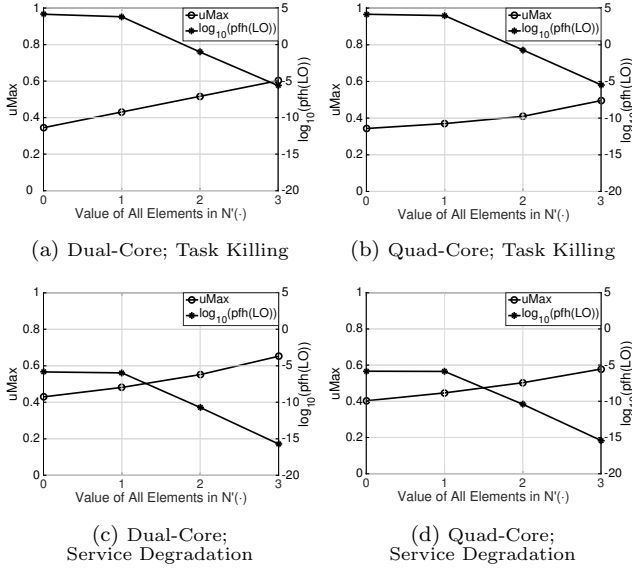 uMax
log10(pfh(LO))
1
0.8
0.6
0.4
0.2
0
5
0
-5
-10
-15
-20
0 1 2 3
uMax
log10(pfh(LO))
Value of All Elements in N'(·)
(a) Dual-Core; Task Killing
uMax
log10(pfh(LO))
1
0.8
0.6
0.4
0.2
0
5
0
-5
-10
-15
-20
0 1 2 3
uMax
log10(pfh(LO))
Value of All Elements in N'(·)
(b) Quad-Core; Task Killing
uMax
log10(pfh(LO))
1
0.8
0.6
0.4
0.2
0
5
0
-5
-10
-15
-20
0 1 2 3
uMax
log10(pfh(LO))
Value of All Elements in N'(·)
(c) Dual-Core;
Service Degradation
uMax
log10(pfh(LO))
1
0.8
0.6
0.4
0.2
0
5
0
-5
-10
-15
-20
0 1 2 3
uMax
log10(pfh(LO))
Value of All Elements in N'(·)
(d) Quad-Core;
Service Degradation